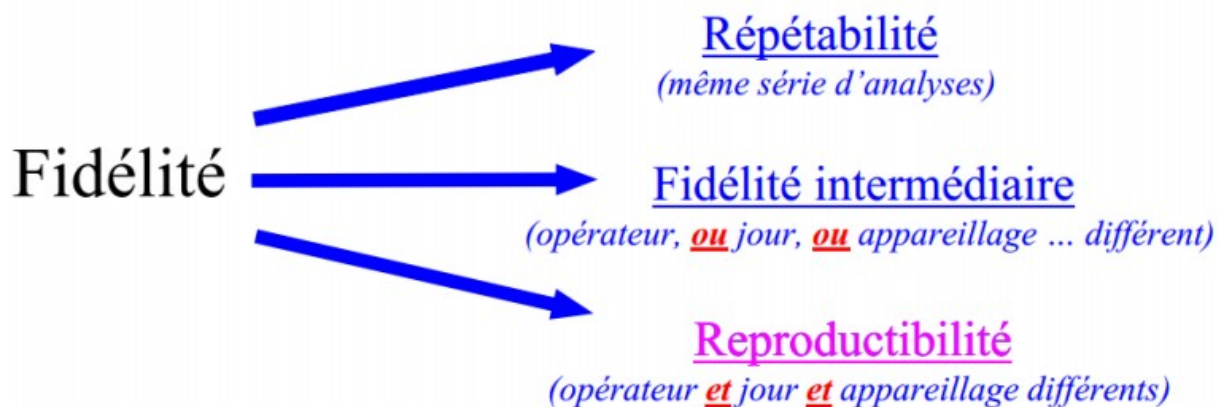 Répétabilité
(même série d’analyses)
Fidélité
Fidélité intermédiaire
(opérateur, ou jour, ou appareillage ... différent)
Reproductibilité
(opérateur et jour et appareillage différents)